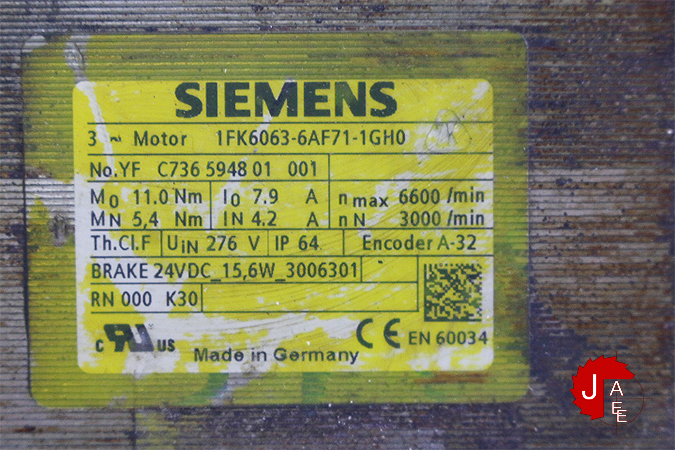 SIEMENS
3 ~ Motor 1FK6063-6AF71-1GH0
No.YF C736 5948 01 001
M0 11.0 Nm I0 7.9 A n max 6600 /min
MN 5,4 Nm IN 4.2 A n N 3000 /min
Th.Cl.F UIN 276 V IP 64 Encoder A-32
BRAKE 24VDC_15,6W_3006301
RN 000 K30
c RU US CE EN 60034
Made in Germany
J
A
E
E